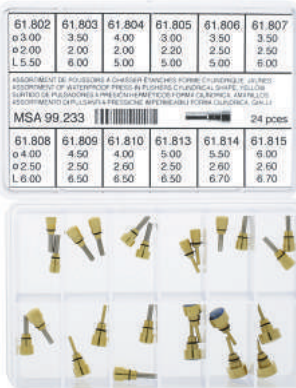 61.802 61.803 61.804 61.805 61.806 61.807
ø 3.00 3.50 4.00 3.00 3.50 3.50
ø 2.00 2.00 2.00 2.20 2.50 2.50
L 5.50 6.00 5.00 5.00 5.00 6.00
ASSORTIMENT DE POUSSOIRS A CHASSER ETANCHES FORME CYLINDRIQUE, JAUNES
ASSORTMENT OF WATERPROOF PRESS IN PUSHERS CYLINDRICAL SHAPE, YELLOW
SURTIDO DE PULSADORES A PRESION HERMETICOS FORMA CILINDRICA, AMARILLOS
ASSORTIMENTO DI PULSANTI A PRESSIONE IMPERMEABILI FORMA CILINDRICA, GIALLI
MSA 99.233 24 pces
61.808 61.809 61.810 61.813 61.814 61.815
ø 4.00 4.50 4.00 5.00 5.50 6.00
ø 2.50 2.50 2.60 2.50 2.60 2.60
L 6.00 6.50 6.50 6.50 6.70 6.70